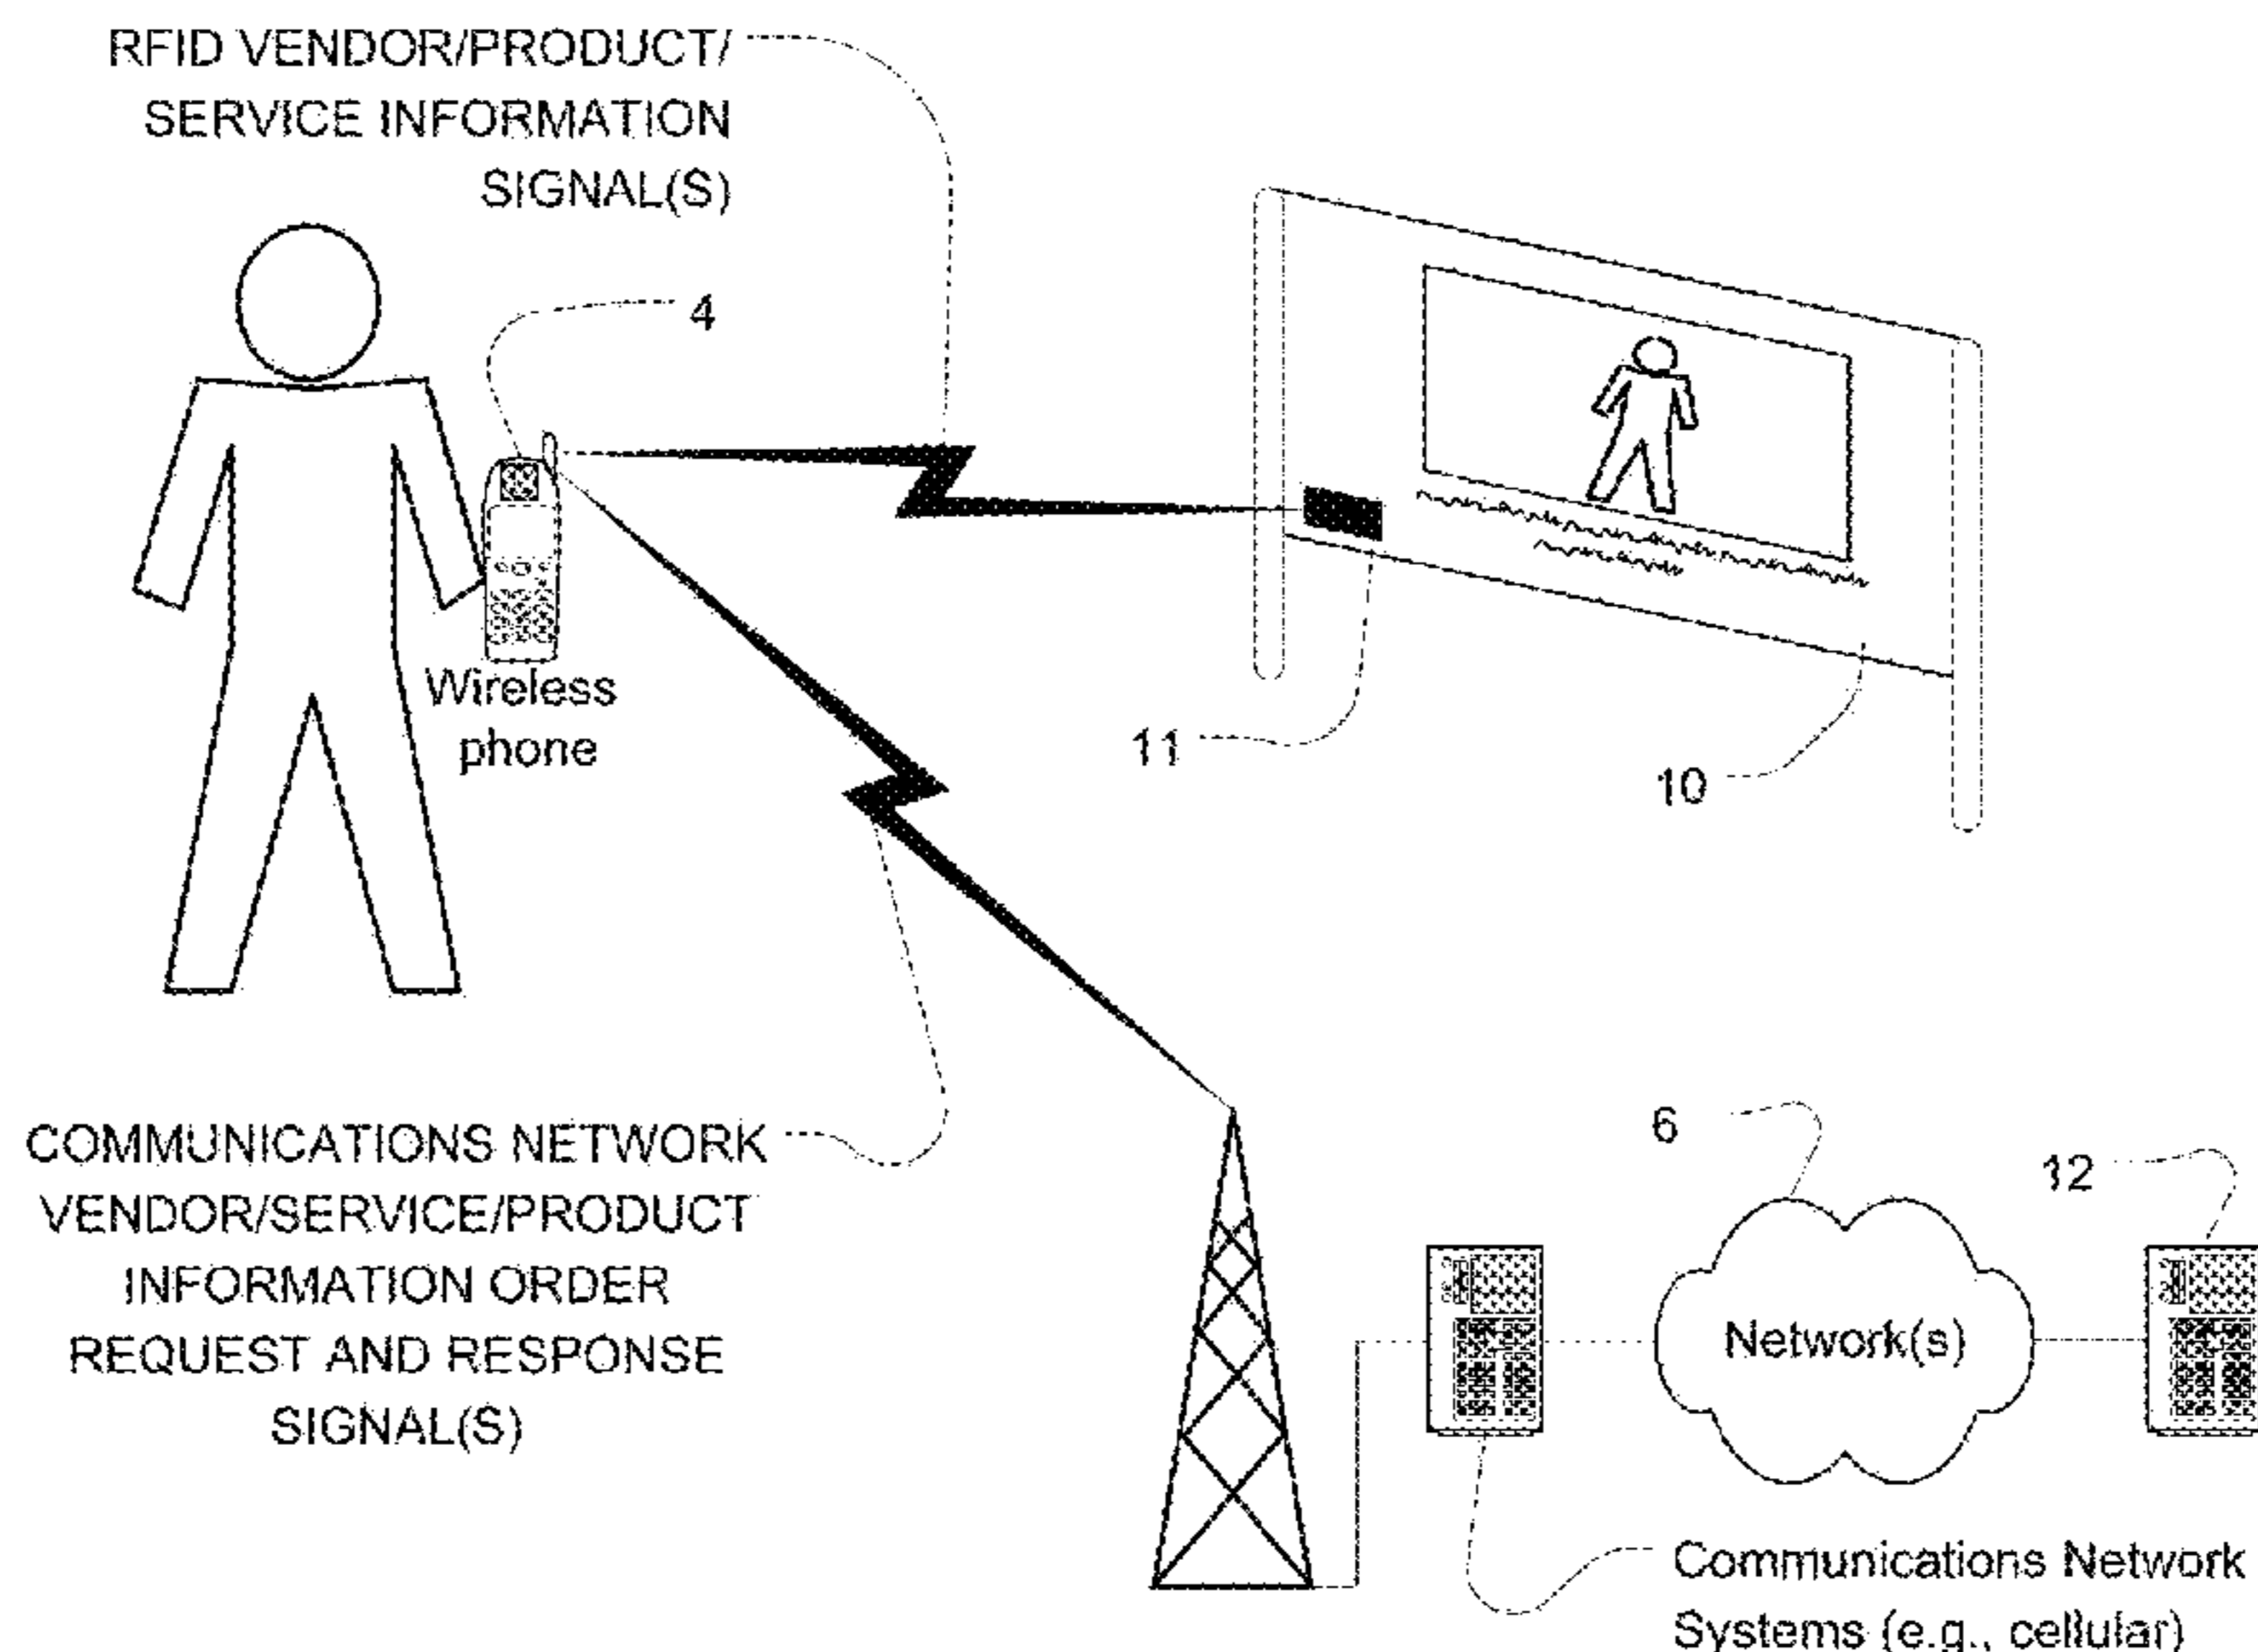 RFID VENDOR/PRODUCT/
SERVICE INFORMATION
SIGNAL(S)
4
Wireless
phone
11
10
COMMUNICATIONS NETWORK
VENDOR/SERVICE/PRODUCT
INFORMATION ORDER
REQUEST AND RESPONSE
SIGNAL(S)
6
12
Network(s)
Communications Network
Systems (e.g., cellular)